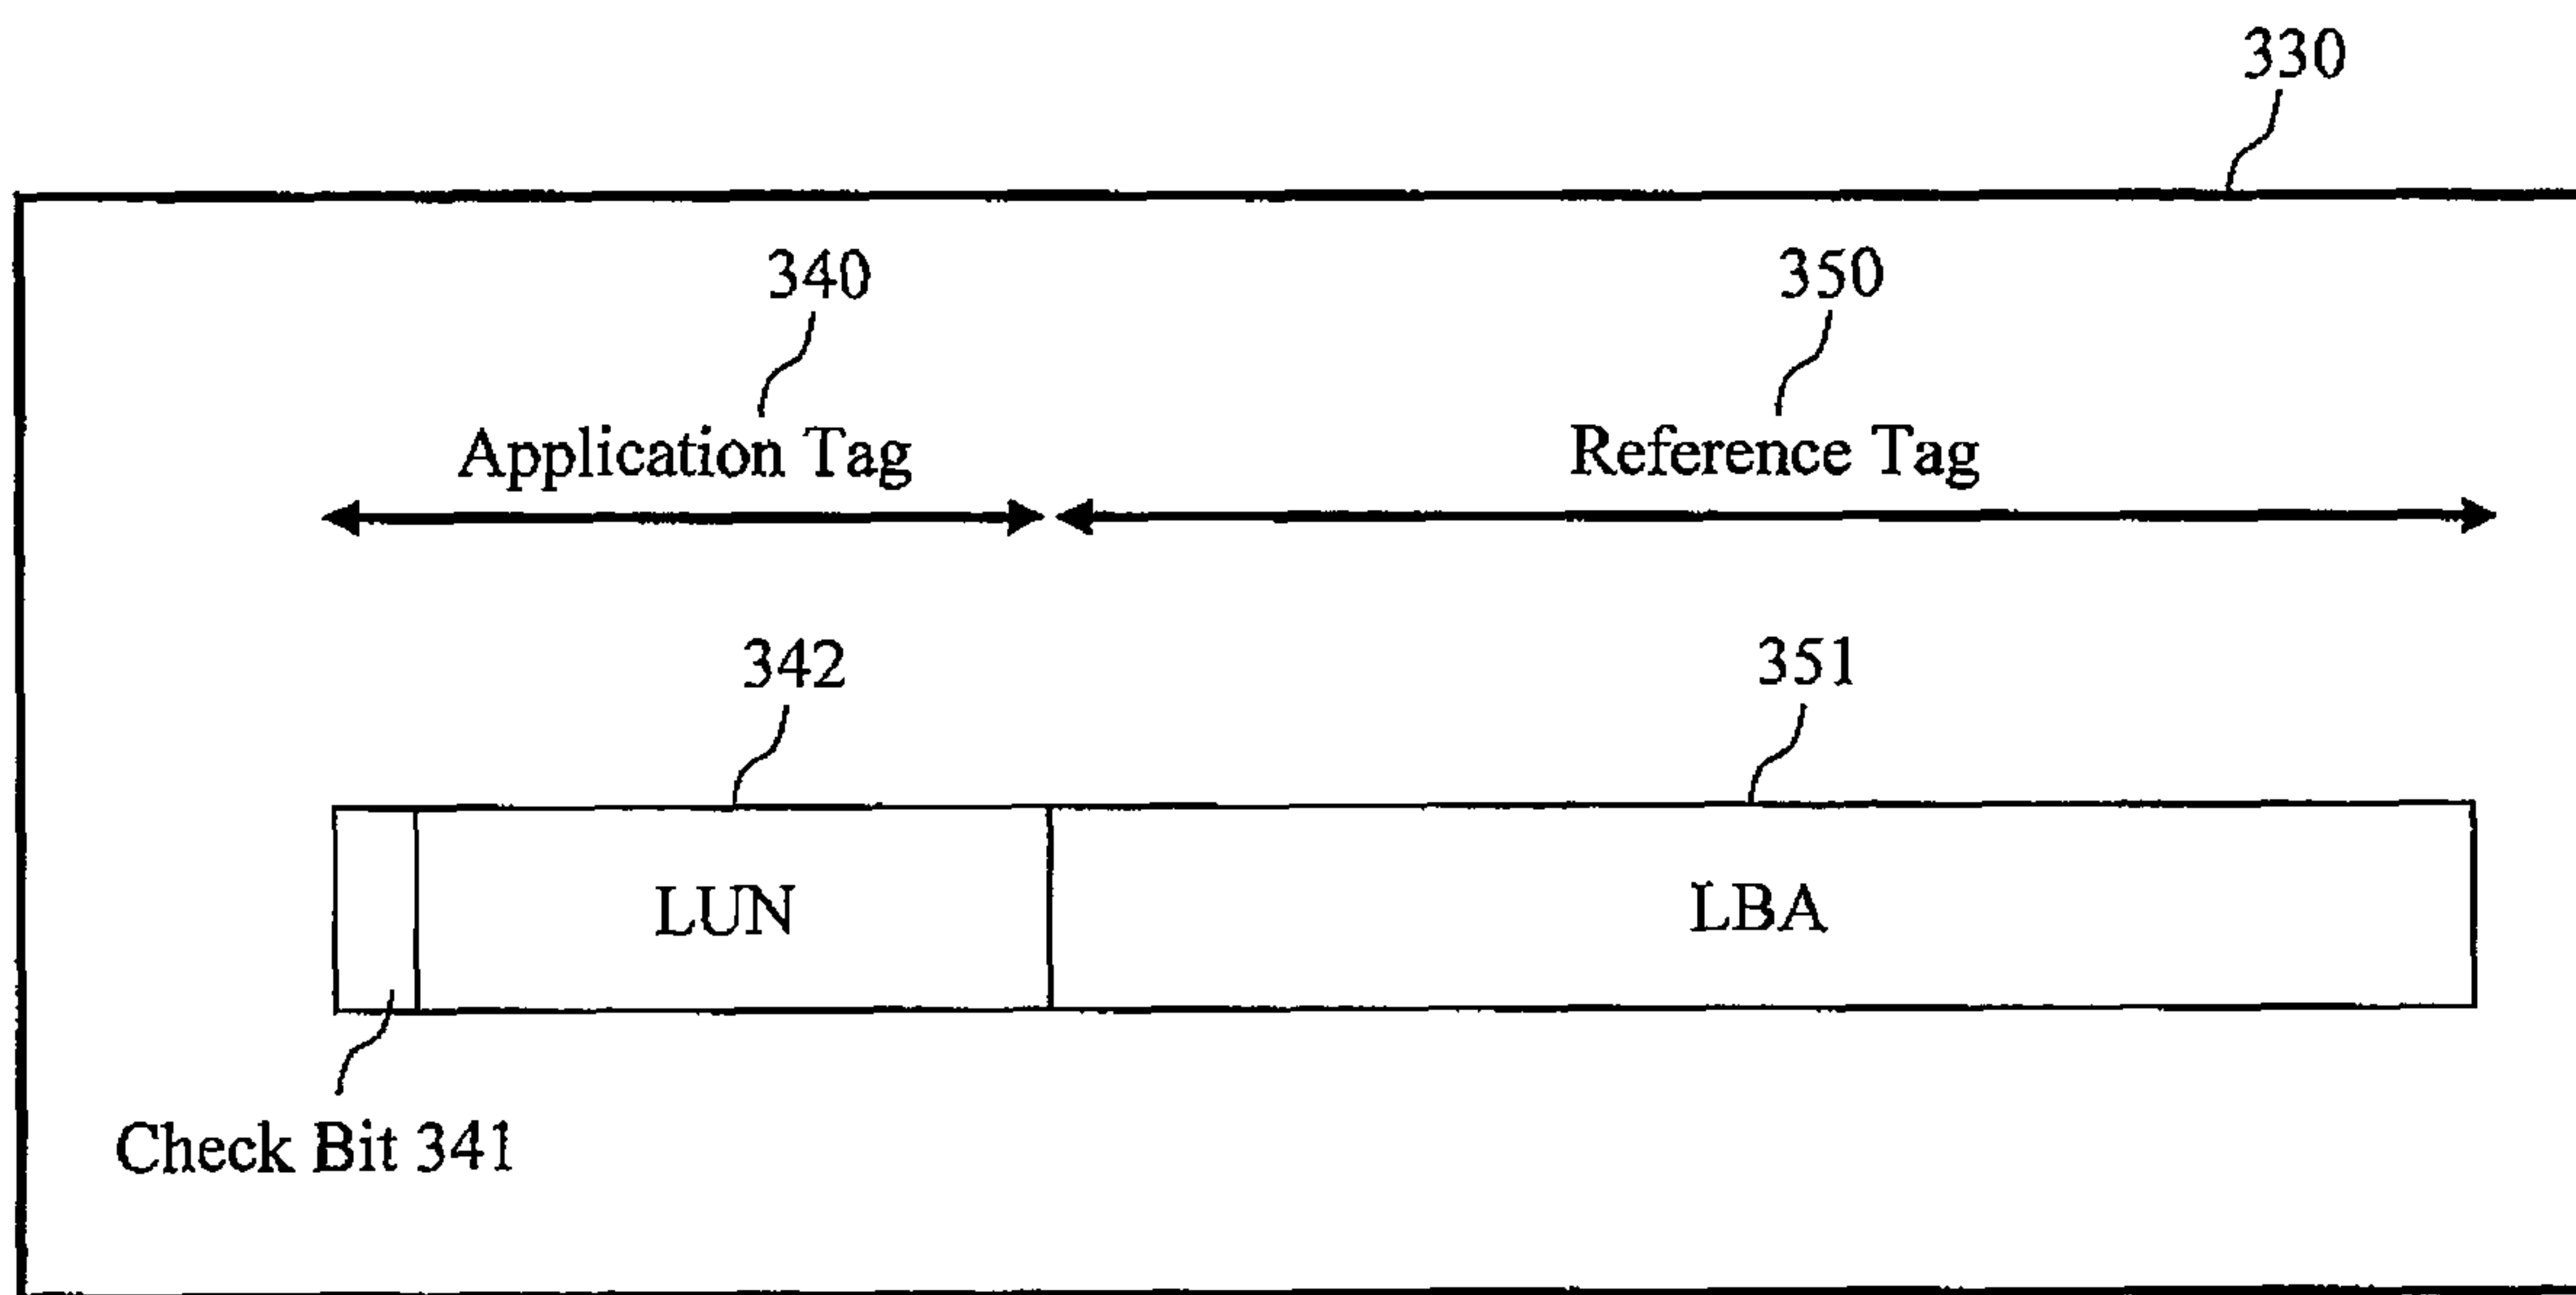 330
340
350
Application Tag
Reference Tag
342
351
LUN
LBA
Check Bit 341